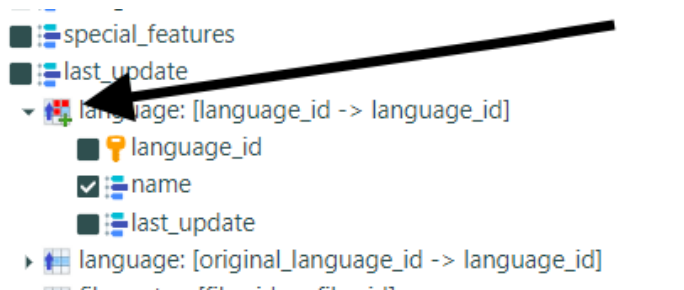 special_features
last_update
language: [language_id -> language_id]
language_id
name
last_update
language: [original_language_id -> language_id]